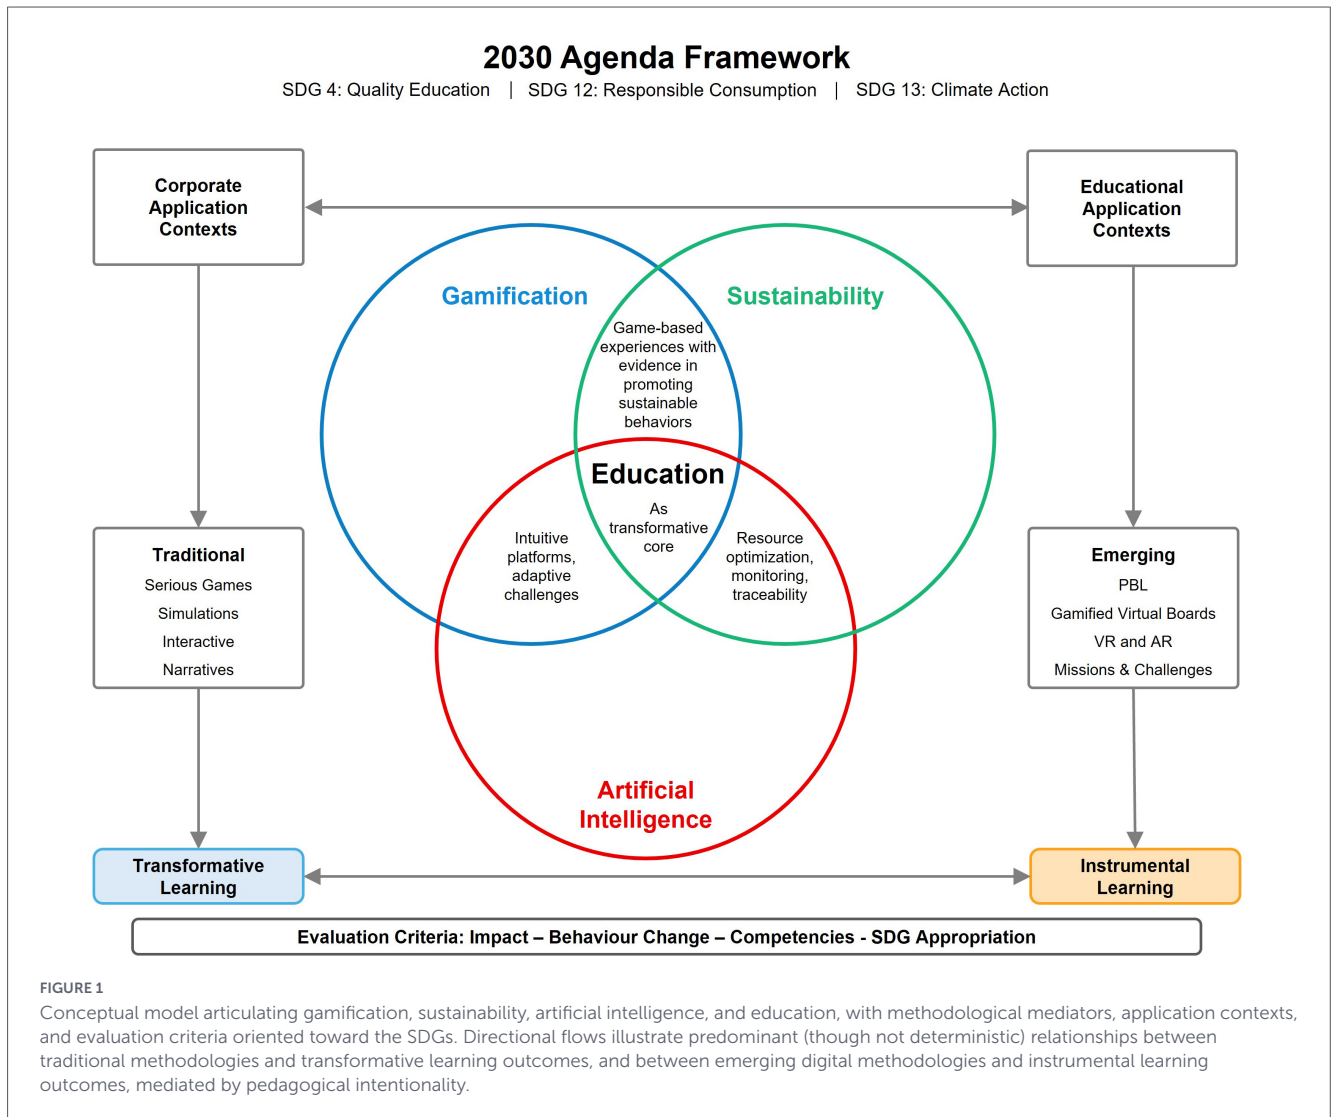 2030 Agenda Framework
SDG 4: Quality Education | SDG 12: Responsible Consumption | SDG 13: Climate Action
Corporate
Application
Contexts
Educational
Application
Contexts
Gamification
Sustainability
Game-based
experiences with
evidence in
promoting
sustainable
behaviors
Education
As
transformative
core
Intuitive
platforms,
adaptive
challenges
Resource
optimization,
monitoring,
traceability
Traditional
Serious Games
Simulations
Interactive
Narratives
Emerging
PBL
Gamified Virtual Boards
VR and AR
Missions & Challenges
Artificial
Intelligence
Transformative
Learning
Instrumental
Learning
Evaluation Criteria: Impact – Behaviour Change – Competencies - SDG Appropriation
FIGURE 1
Conceptual model articulating gamification, sustainability, artificial intelligence, and education, with methodological mediators, application contexts,
and evaluation criteria oriented toward the SDGs. Directional flows illustrate predominant (though not deterministic) relationships between
traditional methodologies and transformative learning outcomes, and between emerging digital methodologies and instrumental learning
outcomes, mediated by pedagogical intentionality.